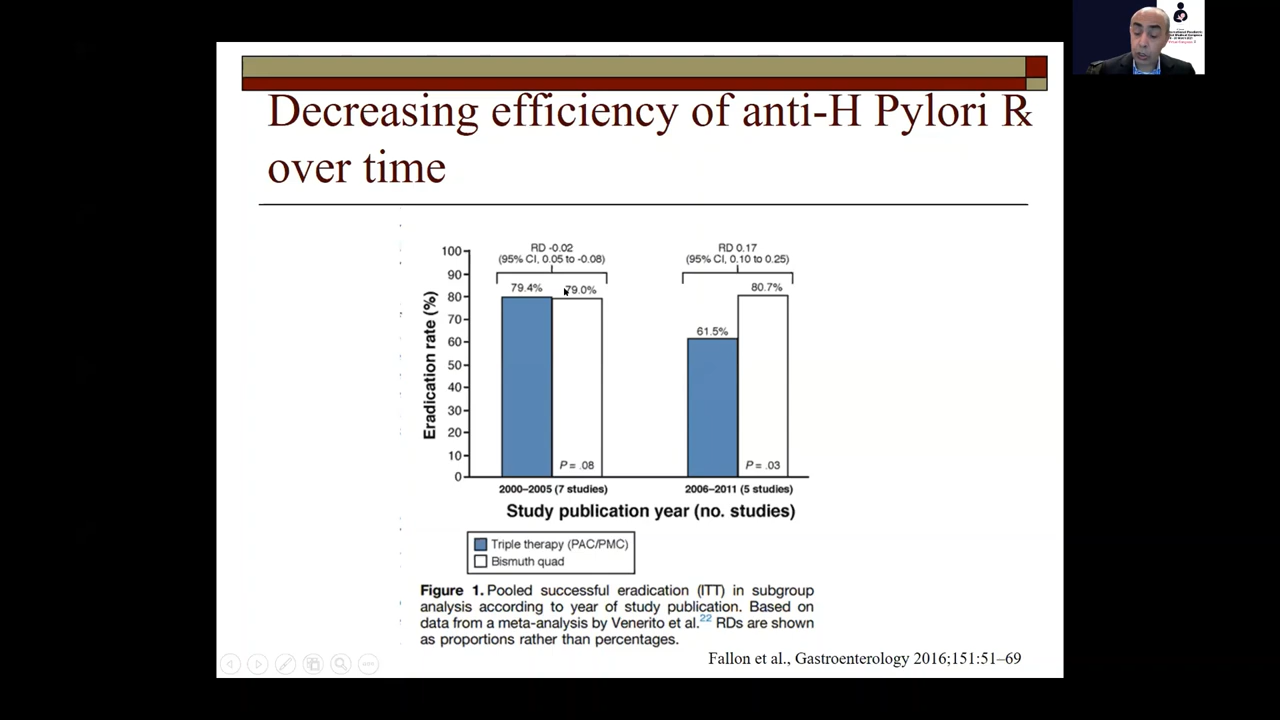 Decreasing efficiency of anti-H Pylori Rx
over time
RD -0.02
(95% CI, 0.05 to -0.08)
RD 0.17
(95% CI, 0.10 to 0.25)
Eradication rate (%)
100
90
80
70
60
50
40
30
20
10
0
79.4%
79.0%
61.5%
80.7%
P = .08
P = .03
2000–2005 (7 studies)
2006–2011 (5 studies)
Study publication year (no. studies)
Triple therapy (PAC/PMC)
Bismuth quad
Figure 1. Pooled successful eradication (ITT) in subgroup
analysis according to year of study publication. Based on
data from a meta-analysis by Venerito et al.22 RDs are shown
as proportions rather than percentages.
Fallon et al., Gastroenterology 2016;151:51–69